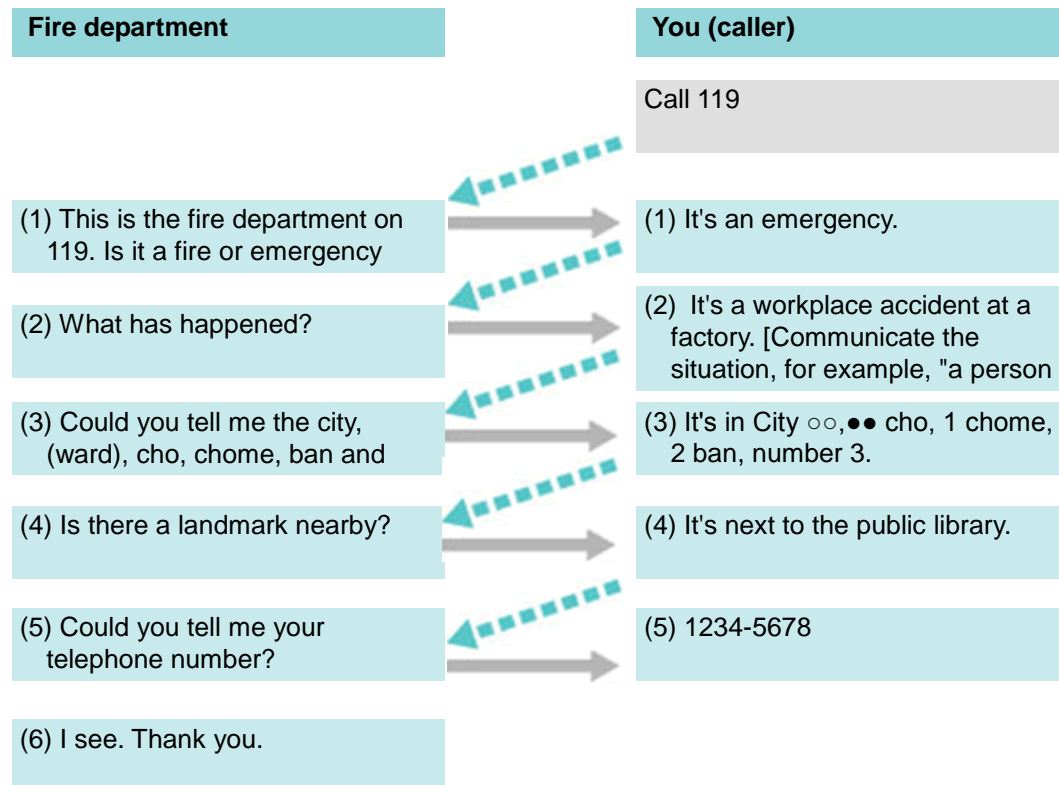 Fire department
You (caller)
Call 119
(1) This is the fire department on
119. Is it a fire or emergency
(1) It's an emergency.
(2) What has happened?
(2) It's a workplace accident at a
factory. [Communicate the
situation, for example, "a person
(3) Could you tell me the city,
(ward), cho, chome, ban and
(3) It's in City ○○,●● cho, 1 chome,
2 ban, number 3.
(4) Is there a landmark nearby?
(4) It's next to the public library.
(5) Could you tell me your
telephone number?
(5) 1234-5678
(6) I see. Thank you.